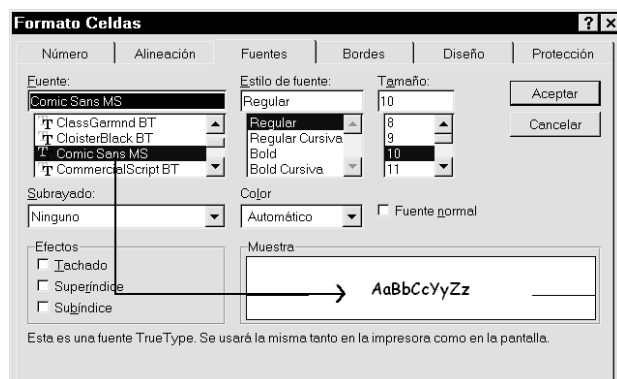 Formato Celdas
Número Alineación Fuentes Bordes Diseño Protección
Fuente: Estilo de fuente: Tamaño:
Comic Sans MS Regular 10 Aceptar
ClassGarmnd BT Regular 8
CloisterBlack BT Regular Cursiva 9 Cancelar
Comic Sans MS Bold 10
CommercialScript BT Bold Cursiva 11
Subrayado: Color
Ninguno Automático Fuente normal
Efectos Muestra
Tachado
Superíndice AaBbCcYyZz
Subíndice
Esta es una fuente TrueType. Se usará la misma tanto en la impresora como en la pantalla.